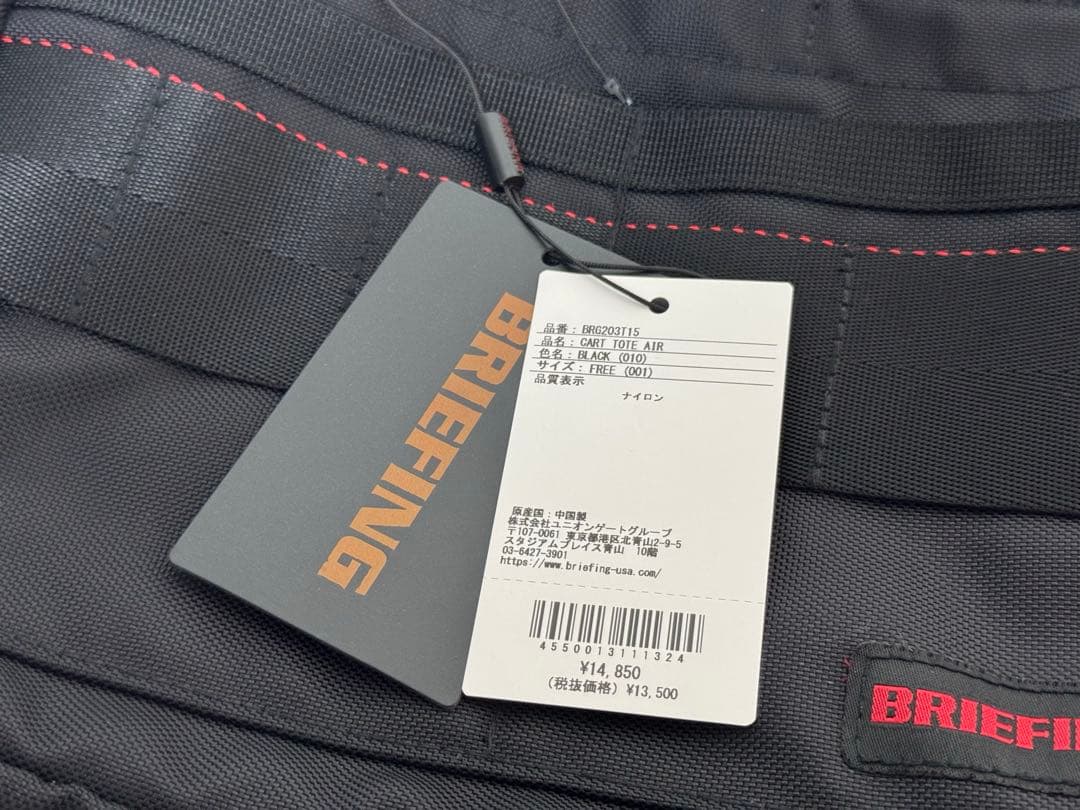 BRIEFING
品番: BRG203T15
品名: CART TOTE AIR
色名: BLACK (010)
サイズ: FREE (001)
品質表示
ナイロン
原産国: 中国製
株式会社ユニオンゲートグループ
〒107-0061 東京都港区北青山2-9-5
スタジアムプレイス青山 10階
03-6427-3901
https://www.briefing-usa.com/
4550013111324
¥14,850
(税抜価格) ¥13,500
BRIEFI